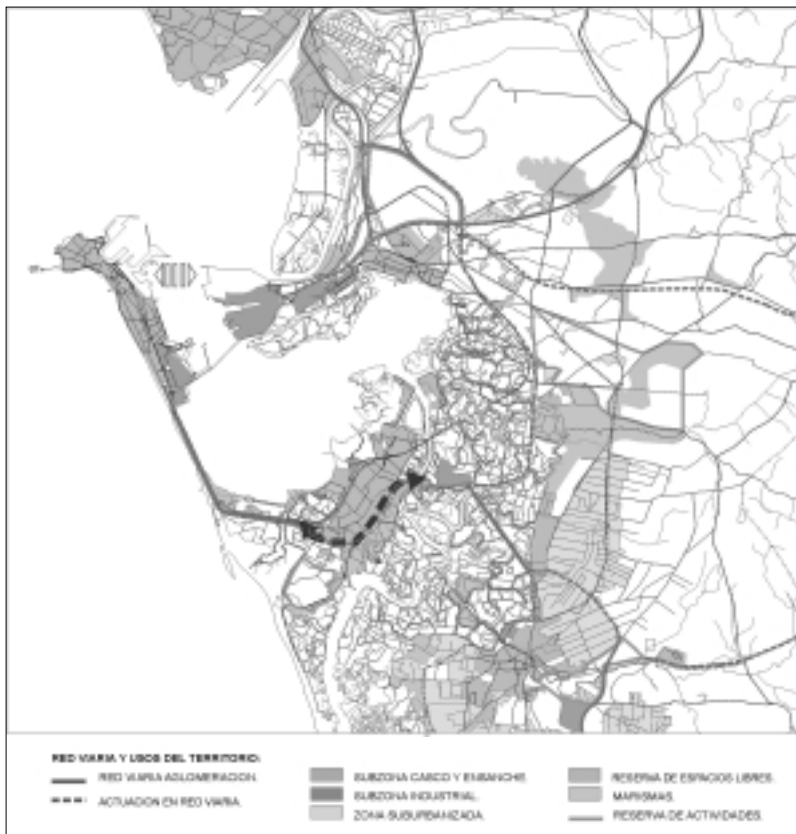 RED VIARIA Y USOS DEL TERRITORIO:
RED VIARIA AGLOMERACION.
ACTUACION EN RED VIARIA.
SUBZONA CASCO Y ENSANCHE.
SUBZONA INDUSTRIAL.
ZONA SUBURBANIZADA.
RESERVA DE ESPACIOS LIBRES.
MARISMAS.
RESERVA DE ACTIVIDADES.